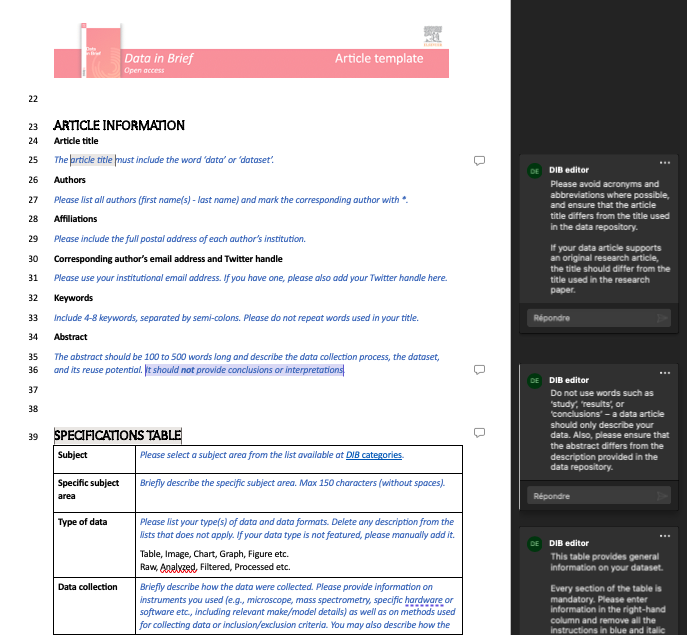 Data in Brief
Data in Brief
Open access
Article template
ELSEVIER
22
23 ARTICLE INFORMATION
24 Article title
25 The article title must include the word ‘data’ or ‘dataset’.
26 Authors
27 Please list all authors (first name(s) - last name) and mark the corresponding author with *.
28 Affiliations
29 Please include the full postal address of each author’s institution.
30 Corresponding author’s email address and Twitter handle
31 Please use your institutional email address. If you have one, please also add your Twitter handle here.
32 Keywords
33 Include 4-8 keywords, separated by semi-colons. Please do not repeat words used in your title.
34 Abstract
35 The abstract should be 100 to 500 words long and describe the data collection process, the dataset,
36 and its reuse potential. It should not provide conclusions or interpretations.
37
38
39 SPECIFICATIONS TABLE
Subject
Please select a subject area from the list available at DIB categories.
Specific subject
area
Briefly describe the specific subject area. Max 150 characters (without spaces).
Type of data
Please list your type(s) of data and data formats. Delete any description from the
lists that does not apply. If your data type is not featured, please manually add it.
Table, Image, Chart, Graph, Figure etc.
Raw, Analyzed, Filtered, Processed etc.
Data collection
Briefly describe how the data were collected. Please provide information on
instruments you used (e.g., microscope, mass spectrometry, specific hardware or
software etc., including relevant make/model details) as well as on methods used
for collecting data or inclusion/exclusion criteria. You may also describe how the
DE DIB editor
Please avoid acronyms and
abbreviations where possible,
and ensure that the article
title differs from the title used
in the data repository.
If your data article supports
an original research article,
the title should differ from the
title used in the research
paper.
Répondre
DE DIB editor
Do not use words such as
‘study’, ‘results’, or
‘conclusions’ – a data article
should only describe your
data. Also, please ensure that
the abstract differs from the
description provided in the
data repository.
Répondre
DE DIB editor
This table provides general
information on your dataset.
Every section of the table is
mandatory. Please enter
information in the right-hand
column and remove all the
instructions in blue and italic